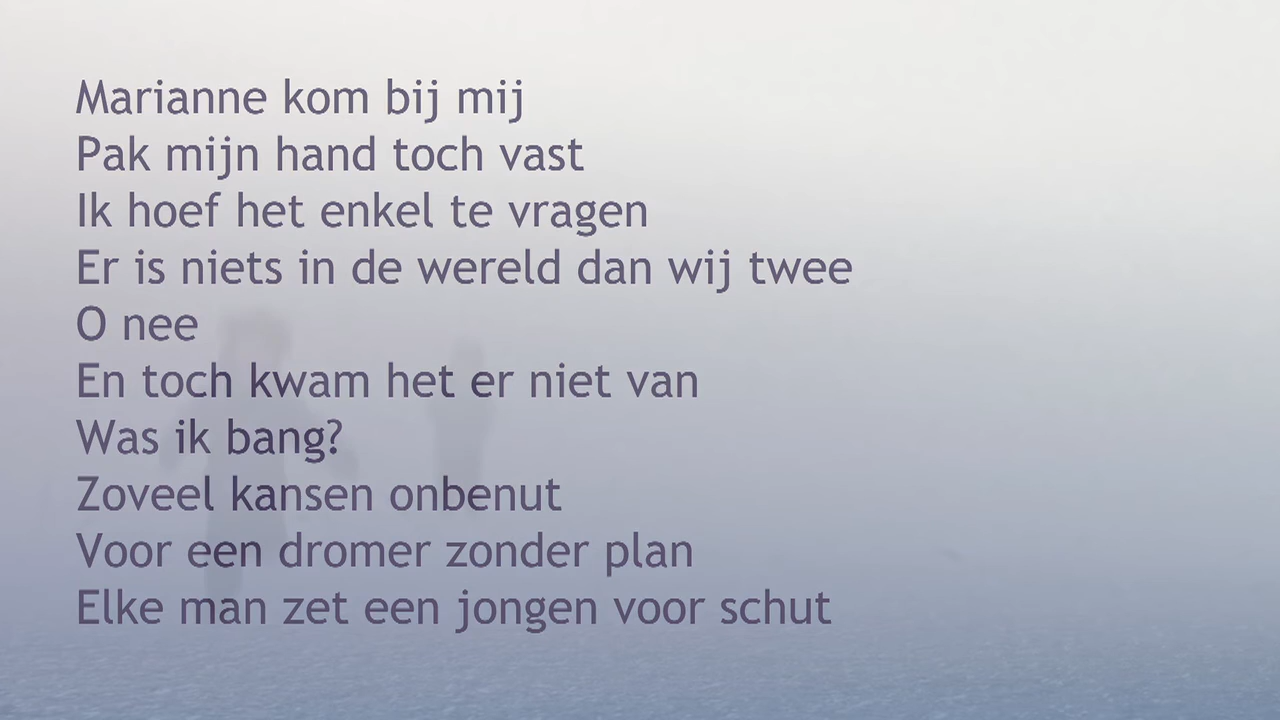 Marianne kom bij mij
Pak mijn hand toch vast
Ik hoef het enkel te vragen
Er is niets in de wereld dan wij twee
O nee
En toch kwam het er niet van
Was ik bang?
Zoveel kansen onbenut
Voor een dromer zonder plan
Elke man zet een jongen voor schut